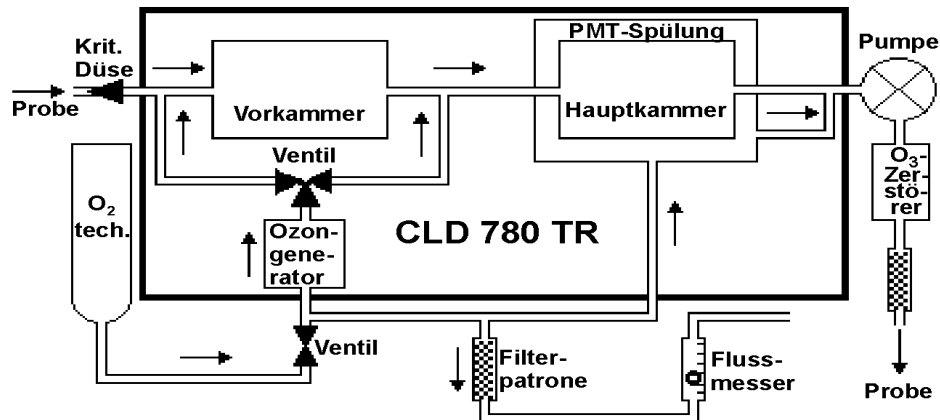 Krit.
Düse
Probe
Vorkammer
PMT-Spülung
Hauptkammer
Pumpe
Ventil
O₂
tech.
Ozon-
gene-
rator
CLD 780 TR
O₃-
Zer-
stö-
rer
Ventil
Filter-
patrone
Fluss-
messer
Probe